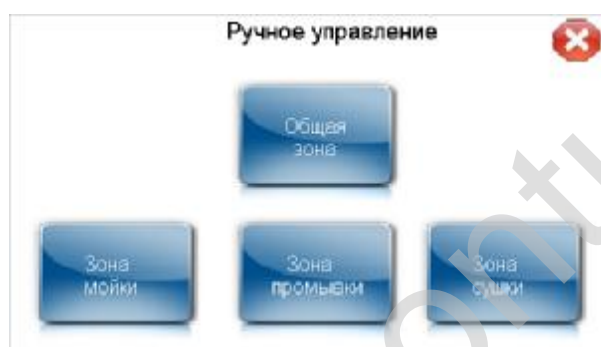 Ручное управление
Общая
зона
Зона
мойки
Зона
промывки
Зона
сушки